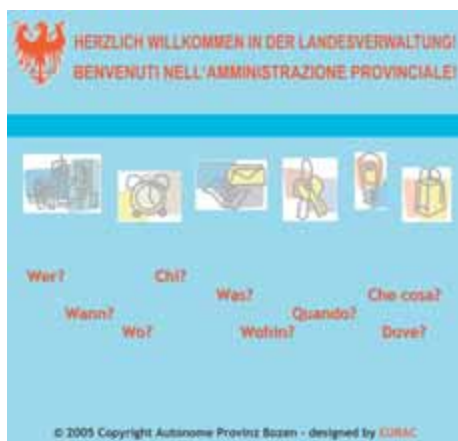 HERZLICH WILLKOMMEN IN DER LANDESVERWALTUNG!
BENVENUTI NELL'AMMINISTRAZIONE PROVINCIALE!
Wer? Chi?
Was? Che cosa?
Wann? Quando?
Wo? Wohin? Dove?
© 2005 Copyright Autonome Provinz Bozen - designed by EURAC